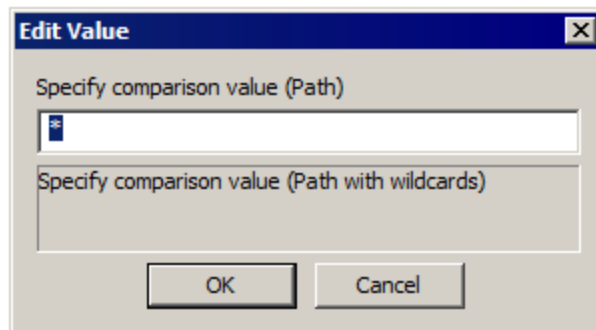 Edit Value
Specify comparison value (Path)
*
Specify comparison value (Path with wildcards)
OK
Cancel